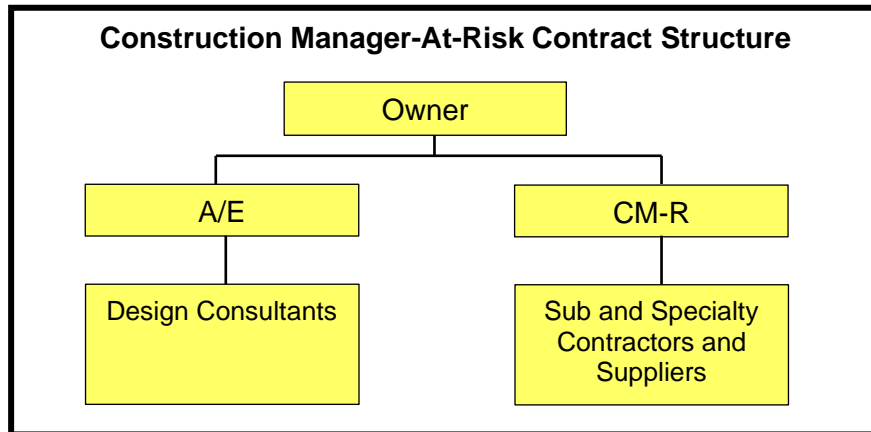 Construction Manager-At-Risk Contract Structure
Owner
A/E
CM-R
Design Consultants
Sub and Specialty
Contractors and
Suppliers